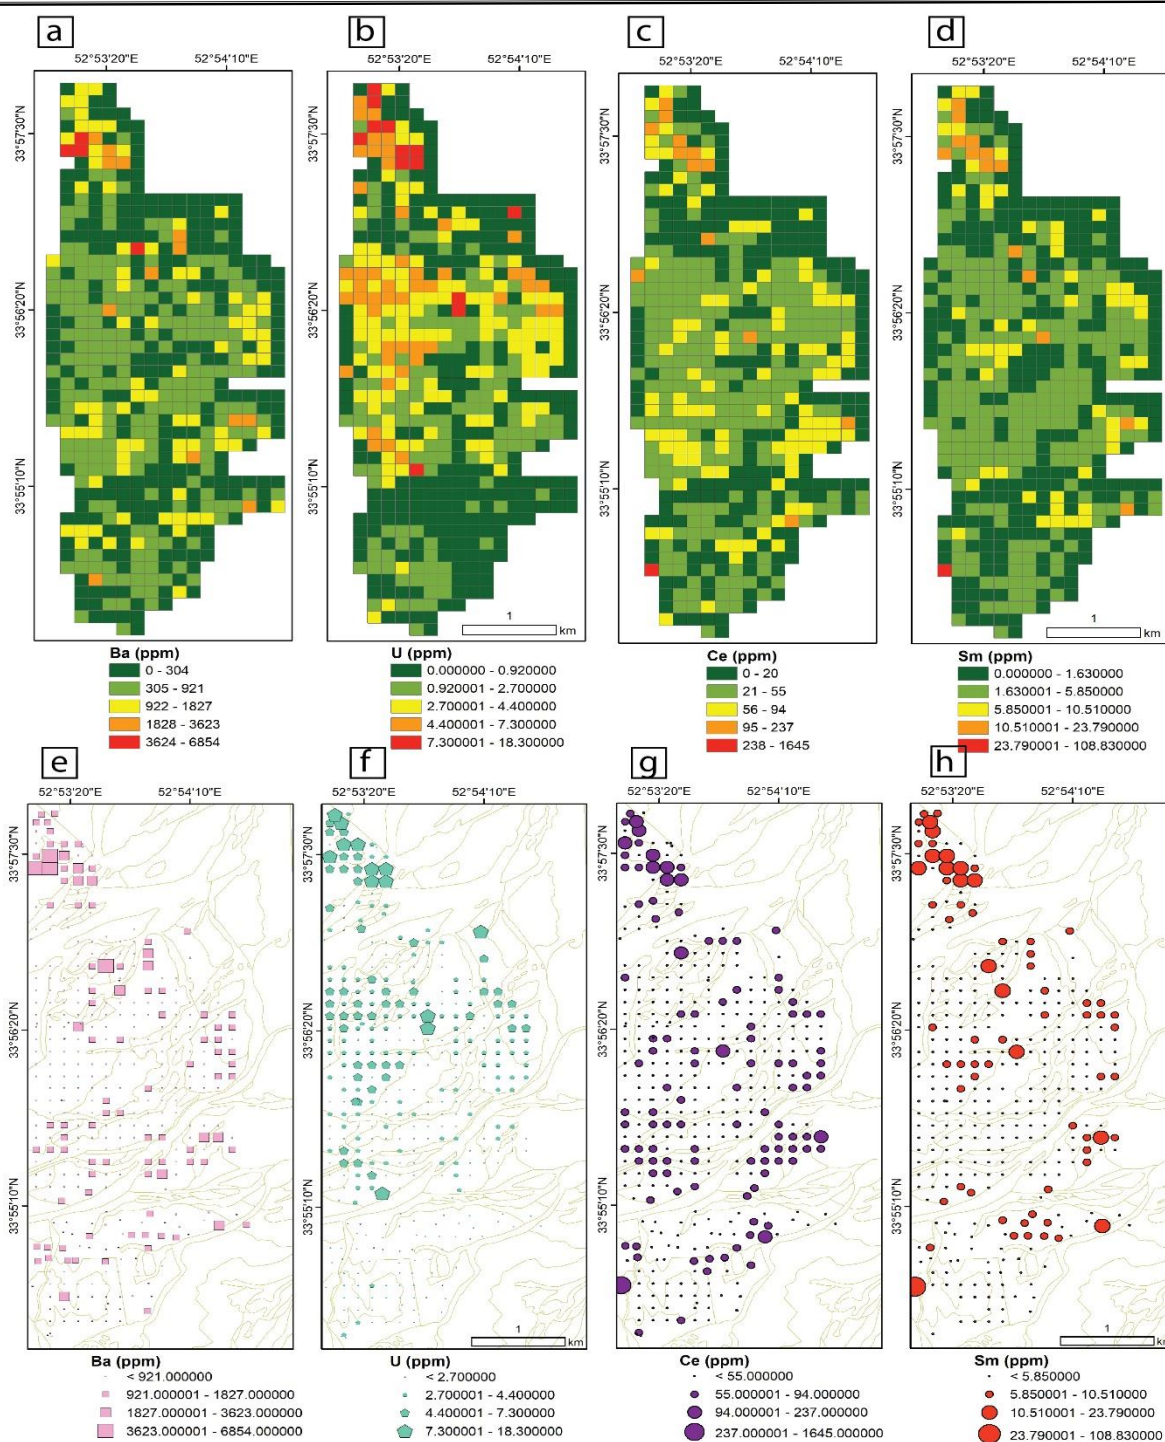 a b c d
52°53'20"E 52°54'10"E 52°53'20"E 52°54'10"E 52°53'20"E 52°54'10"E 52°53'20"E 52°54'10"E
33°57'30"N 33°57'30"N 33°57'30"N 33°57'30"N
33°56'20"N 33°56'20"N 33°56'20"N 33°56'20"N
33°55'10"N 33°55'10"N 33°55'10"N 33°55'10"N
1 km 1 km
Ba (ppm)
0 - 304
305 - 921
922 - 1827
1828 - 3623
3624 - 6854
U (ppm)
0.000000 - 0.920000
0.920001 - 2.700000
2.700001 - 4.400000
4.400001 - 7.300000
7.300001 - 18.300000
Ce (ppm)
0 - 20
21 - 55
56 - 94
95 - 237
238 - 1645
Sm (ppm)
0.000000 - 1.630000
1.630001 - 5.850000
5.850001 - 10.510000
10.510001 - 23.790000
23.790001 - 108.830000
e f g h
52°53'20"E 52°54'10"E 52°53'20"E 52°54'10"E 52°53'20"E 52°54'10"E 52°53'20"E 52°54'10"E
33°57'30"N 33°57'30"N 33°57'30"N 33°57'30"N
33°56'20"N 33°56'20"N 33°56'20"N 33°56'20"N
33°55'10"N 33°55'10"N 33°55'10"N 33°55'10"N
1 km 1 km
Ba (ppm)
< 921.000000
921.000001 - 1827.000000
1827.000001 - 3623.000000
3623.000001 - 6854.000000
U (ppm)
< 2.700000
2.700001 - 4.400000
4.400001 - 7.300000
7.300001 - 18.300000
Ce (ppm)
< 55.000000
55.000001 - 94.000000
94.000001 - 237.000000
237.000001 - 1645.000000
Sm (ppm)
< 5.850000
5.850001 - 10.510000
10.510001 - 23.790000
23.790001 - 108.830000